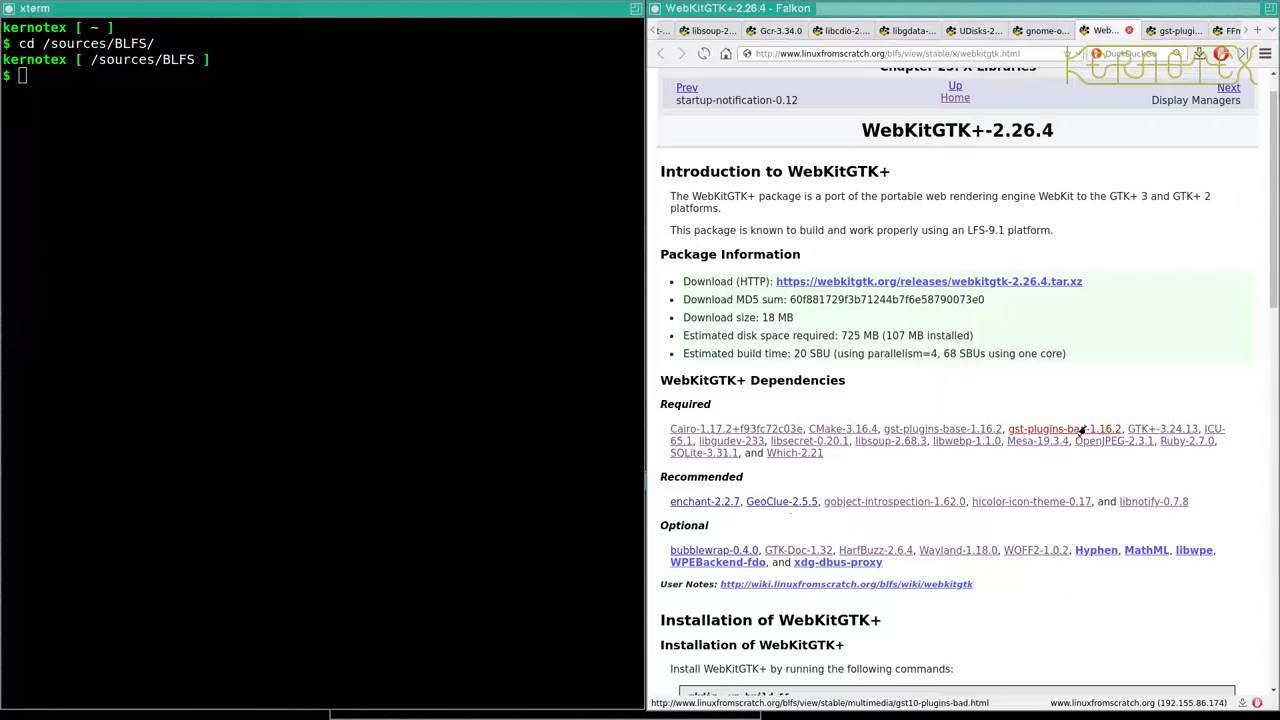 xterm
kernotex [ ~ ]
$ cd /sources/BLFS/
kernotex [ /sources/BLFS ]
$
WebKitGTK+-2.26.4 - Falkon
libsoup-2... Gcr-3.34.0 libcdio-2... libgdata-... UDisks-2... gnome-o... Web... gst-plugi... FFn
http://www.linuxfromscratch.org/blfs/view/stable/x/webkitgtk.html
DuckDuckGo
KERNOTEX
Prev
Up
Next
startup-notification-0.12
Home
Display Managers
WebKitGTK+-2.26.4
Introduction to WebKitGTK+
The WebKitGTK+ package is a port of the portable web rendering engine WebKit to the GTK+ 3 and GTK+ 2
platforms.
This package is known to build and work properly using an LFS-9.1 platform.
Package Information
• Download (HTTP): https://webkitgtk.org/releases/webkitgtk-2.26.4.tar.xz
• Download MD5 sum: 60f881729f3b71244b7f6e58790073e0
• Download size: 18 MB
• Estimated disk space required: 725 MB (107 MB installed)
• Estimated build time: 20 SBU (using parallelism=4, 68 SBUs using one core)
WebKitGTK+ Dependencies
Required
Cairo-1.17.2+f93fc72c03e, CMake-3.16.4, gst-plugins-base-1.16.2, gst-plugins-bad-1.16.2, GTK+-3.24.13, ICU-
65.1, libgudev-233, libsecret-0.20.1, libsoup-2.68.3, libwebp-1.1.0, Mesa-19.3.4, OpenJPEG-2.3.1, Ruby-2.7.0,
SQLite-3.31.1, and Which-2.21
Recommended
enchant-2.2.7, GeoClue-2.5.5, gobject-introspection-1.62.0, hicolor-icon-theme-0.17, and libnotify-0.7.8
Optional
bubblewrap-0.4.0, GTK-Doc-1.32, HarfBuzz-2.6.4, Wayland-1.18.0, WOFF2-1.0.2, Hyphen, MathML, libwpe,
WPEBackend-fdo, and xdg-dbus-proxy
User Notes: http://wiki.linuxfromscratch.org/blfs/wiki/webkitgtk
Installation of WebKitGTK+
Installation of WebKitGTK+
Install WebKitGTK+ by running the following commands:
http://www.linuxfromscratch.org/blfs/view/stable/multimedia/gst10-plugins-bad.html
www.linuxfromscratch.org (192.155.86.174)